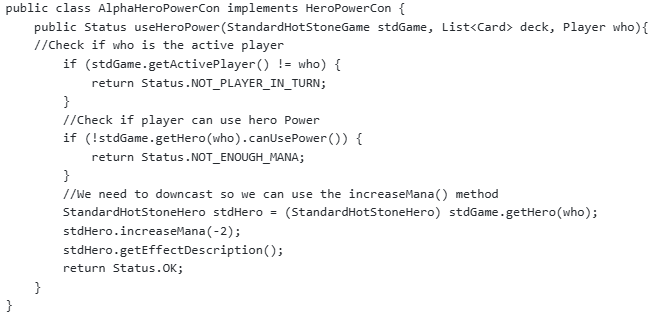 public class AlphaHeroPowerCon implements HeroPowerCon {
    public Status useHeroPower(StandardHotStoneGame stdGame, List<Card> deck, Player who){
    //Check if who is the active player
        if (stdGame.getActivePlayer() != who) {
            return Status.NOT_PLAYER_IN_TURN;
        }
        //Check if player can use hero Power
        if (!stdGame.getHero(who).canUsePower()) {
            return Status.NOT_ENOUGH_MANA;
        }
        //We need to downcast so we can use the increaseMana() method
        StandardHotStoneHero stdHero = (StandardHotStoneHero) stdGame.getHero(who);
        stdHero.increaseMana(-2);
        stdHero.getEffectDescription();
        return Status.OK;
    }
}